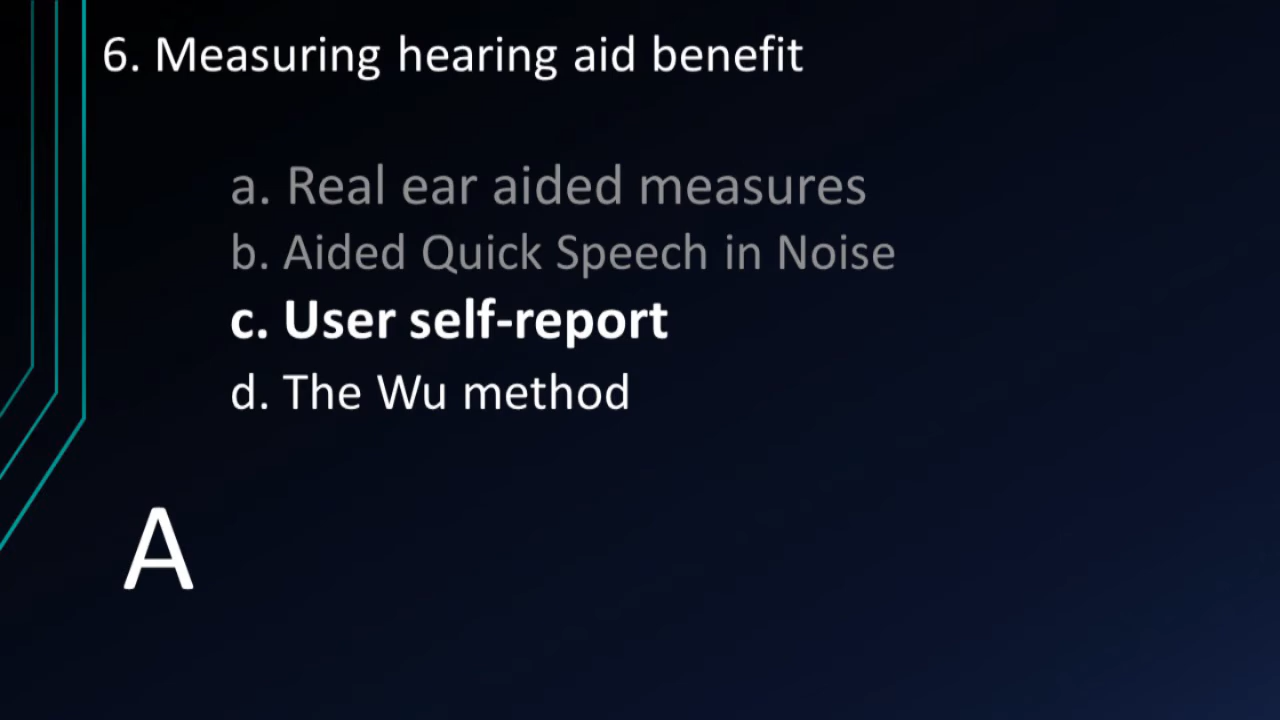 6. Measuring hearing aid benefit
a. Real ear aided measures
b. Aided Quick Speech in Noise
c. User self-report
d. The Wu method
A